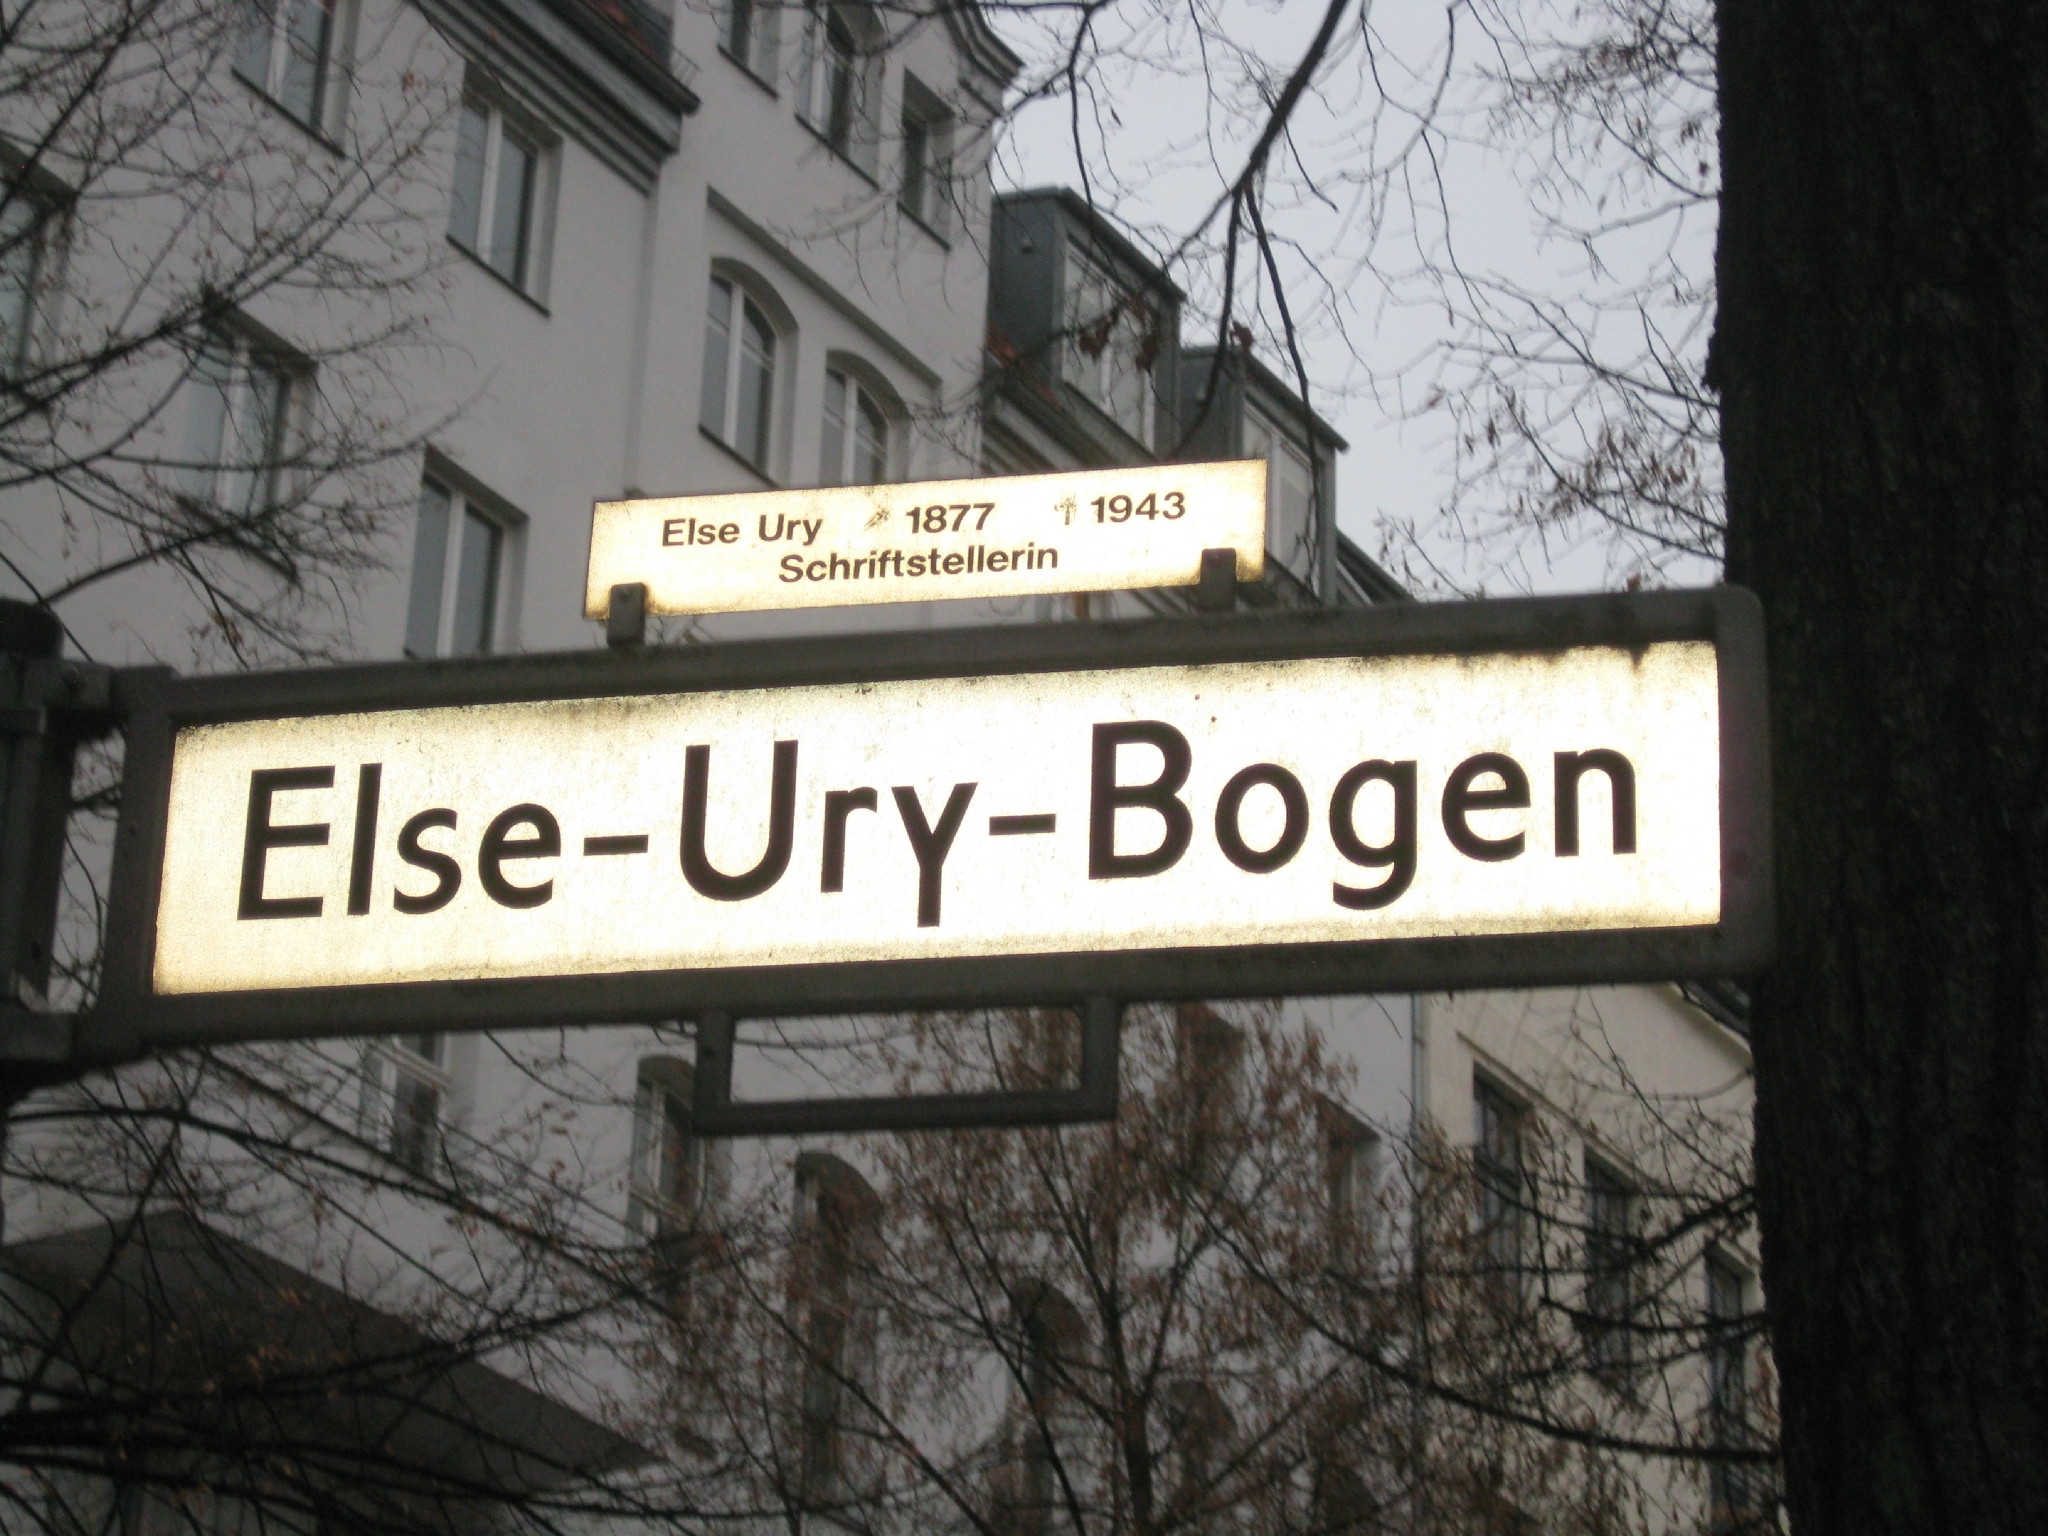 Else Ury * 1877 † 1943
Schriftstellerin
Else-Ury-Bogen